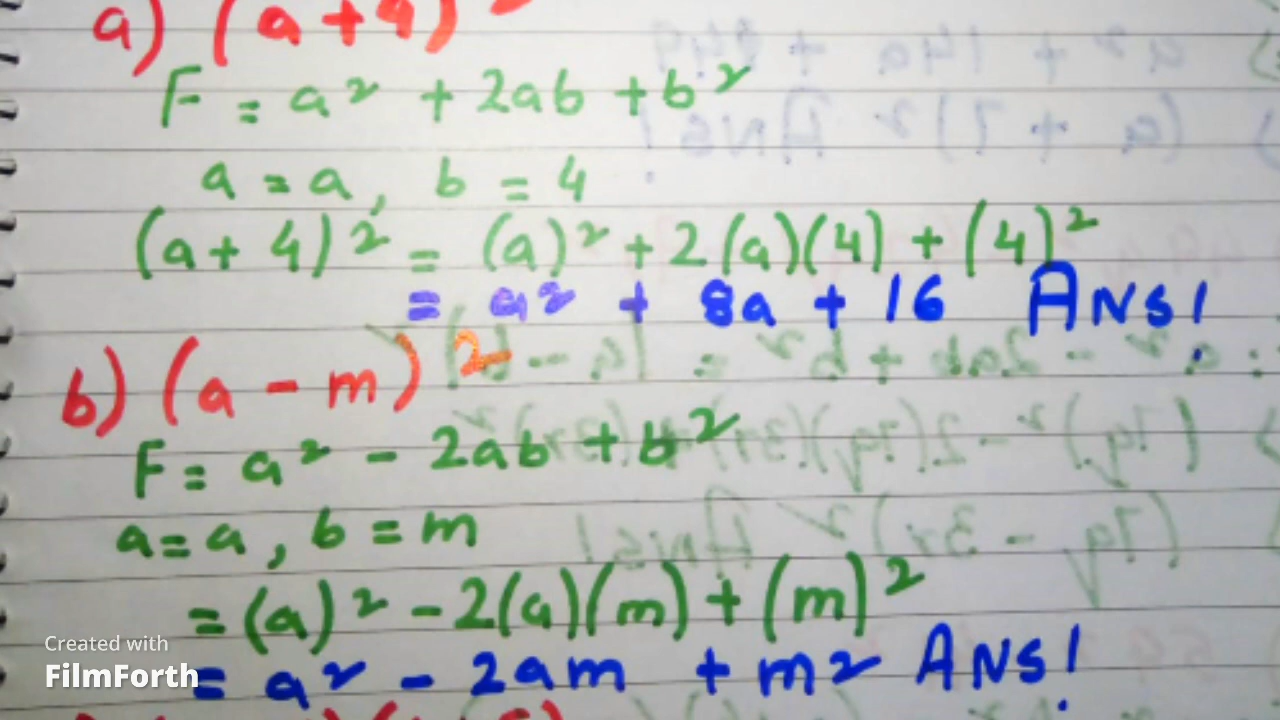 a) (a+4)²
F = a² + 2ab + b²
a = a, b = 4
(a + 4)² = (a)² + 2(a)(4) + (4)²
= a² + 8a + 16 ANS!
b) (a - m)²
F = a² - 2ab + b²
a = a, b = m
= (a)² - 2(a)(m) + (m)²
= a² - 2am + m² ANS!
Created with
FilmForth